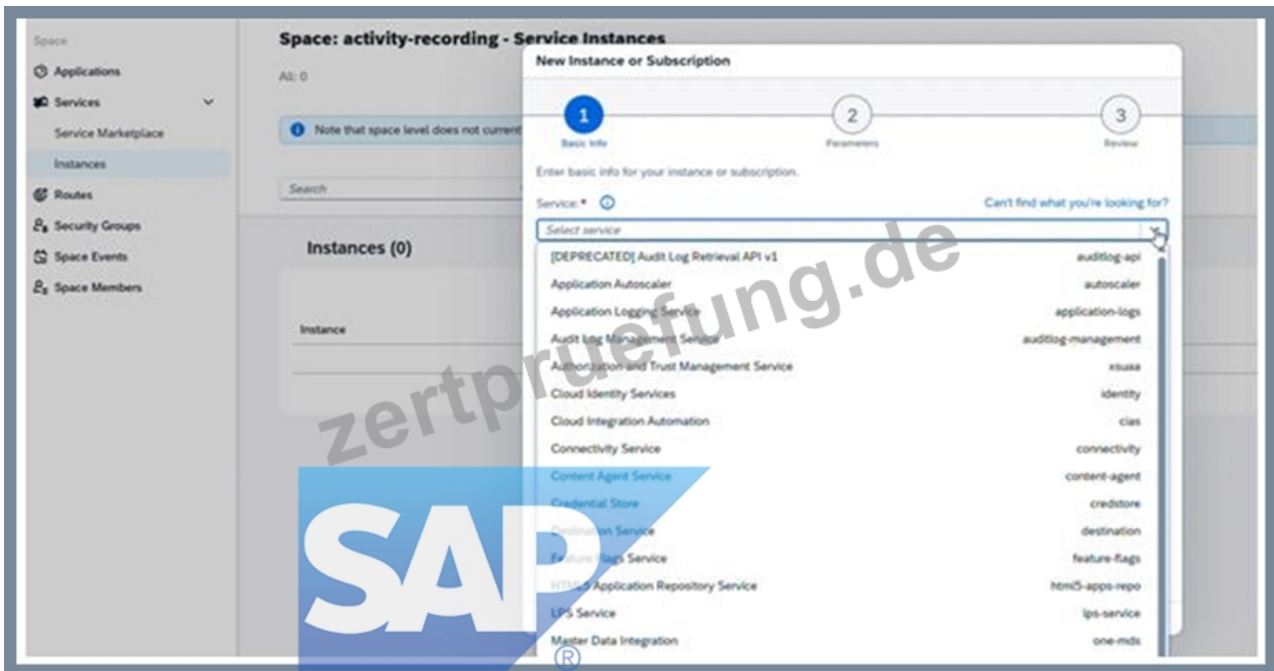 Space
Space: activity-recording - Service Instances
Applications
All: 0
Services
Service Marketplace
Note that space level does not current
Instances
Routes
Search
Security Groups
Space Events
Instances (0)
Space Members
Instance
New Instance or Subscription
1
2
3
Basic Info
Parameters
Review
Enter basic info for your instance or subscription.
Service: *
Can't find what you're looking for?
Select service
[DEPRECATED] Audit Log Retrieval API v1 auditlog-api
Application Autoscaler autoscaler
Application Logging Service application-logs
Audit Log Management Service auditlog-management
Authorization and Trust Management Service xsuaa
Cloud Identity Services identity
Cloud Integration Automation cias
Connectivity Service connectivity
Content Agent Service content-agent
Credential Store credstore
Destination Service destination
Feature Flags Service feature-flags
HTML5 Application Repository Service html5-apps-repo
LPS Service lps-service
Master Data Integration one-mds
zertpruefung.de
SAP
®